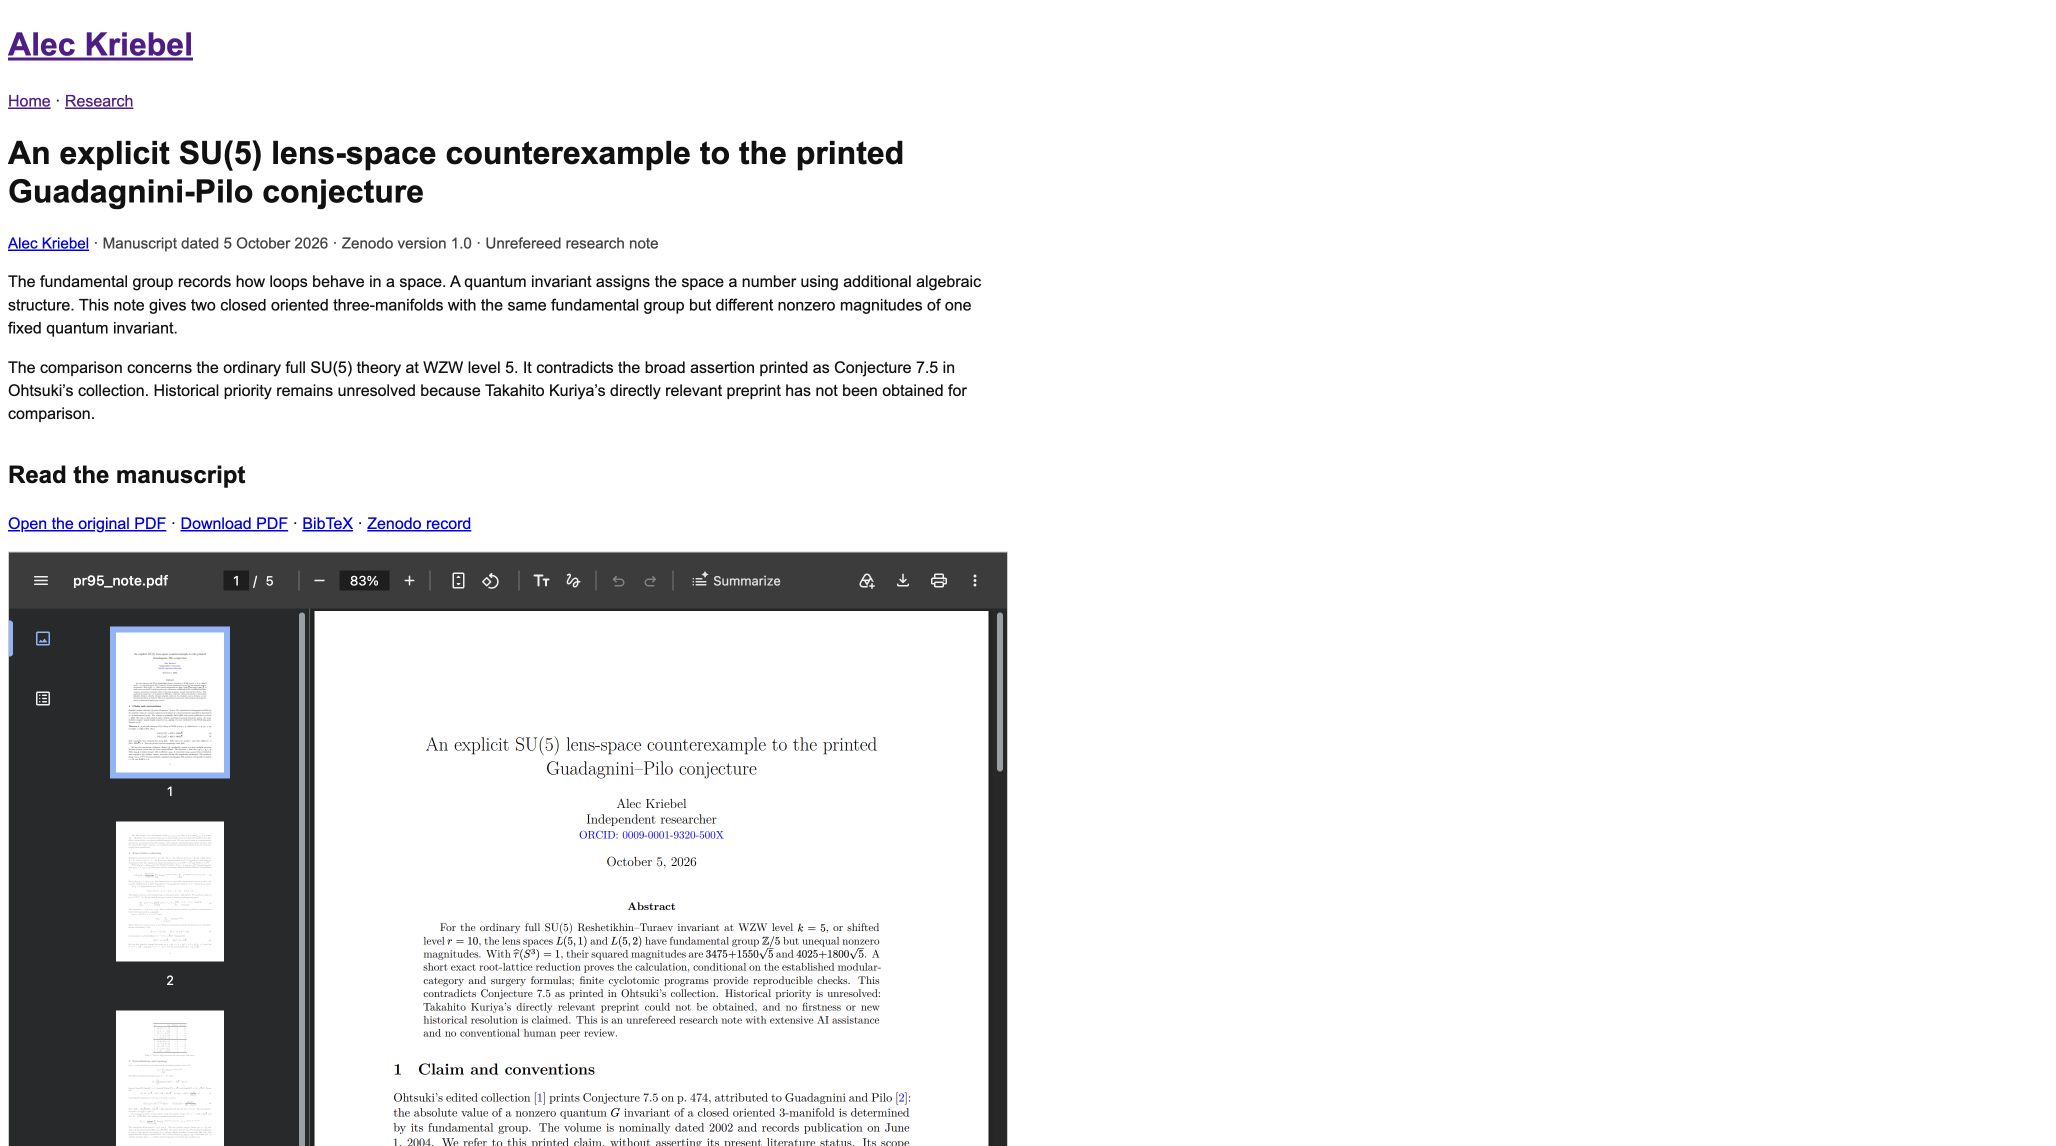 Alec Kriebel
Home · Research
An explicit SU(5) lens-space counterexample to the printed
Guadagnini-Pilo conjecture
Alec Kriebel · Manuscript dated 5 October 2026 · Zenodo version 1.0 · Unrefereed research note
The fundamental group records how loops behave in a space. A quantum invariant assigns the space a number using additional algebraic
structure. This note gives two closed oriented three-manifolds with the same fundamental group but different nonzero magnitudes of one
fixed quantum invariant.
The comparison concerns the ordinary full SU(5) theory at WZW level 5. It contradicts the broad assertion printed as Conjecture 7.5 in
Ohtsuki’s collection. Historical priority remains unresolved because Takahito Kuriya’s directly relevant preprint has not been obtained for
comparison.
Read the manuscript
Open the original PDF · Download PDF · BibTeX · Zenodo record
pr95_note.pdf
1 / 5
83%
Summarize
1
2
An explicit SU(5) lens-space counterexample to the printed
Guadagnini–Pilo conjecture
Alec Kriebel
Independent researcher
ORCID: 0009-0001-9320-500X
October 5, 2026
Abstract
For the ordinary full SU(5) Reshetikhin–Turaev invariant at WZW level k = 5, or shifted
level r = 10, the lens spaces L(5,1) and L(5,2) have fundamental group ℤ/5 but unequal nonzero
magnitudes. With τ̂(S³) = 1, their squared magnitudes are 3475+1550√5 and 4025+1800√5. A
short exact root-lattice reduction proves the calculation, conditional on the established modular-
category and surgery formulas; finite cyclotomic programs provide reproducible checks. This
contradicts Conjecture 7.5 as printed in Ohtsuki’s collection. Historical priority is unresolved:
Takahito Kuriya’s directly relevant preprint could not be obtained, and no firstness or new
historical resolution is claimed. This is an unrefereed research note with extensive AI assistance
and no conventional human peer review.
1 Claim and conventions
Ohtsuki’s edited collection [1] prints Conjecture 7.5 on p. 474, attributed to Guadagnini and Pilo [2]:
the absolute value of a nonzero quantum G invariant of a closed oriented 3-manifold is determined
by its fundamental group. The volume is nominally dated 2002 and records publication on June
1, 2004. We refer to this printed claim, without asserting its present literature status. Its scope